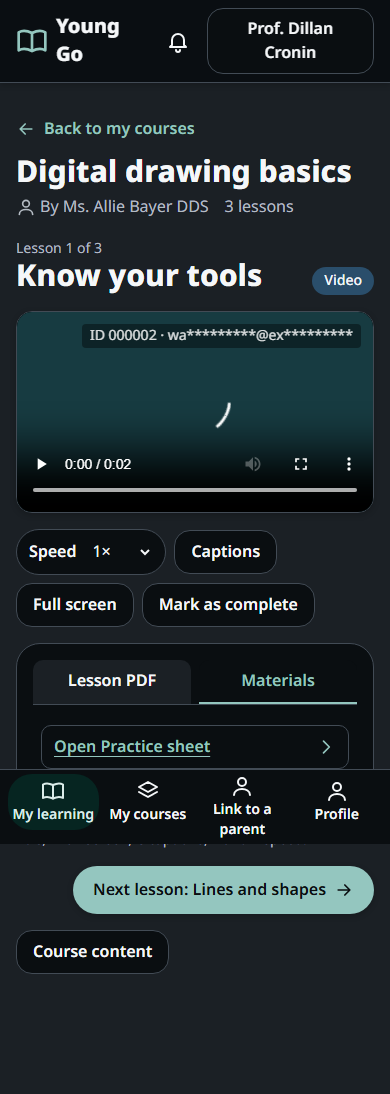 Young
Go
Prof. Dillan
Cronin
Back to my courses
Digital drawing basics
By Ms. Allie Bayer DDS 3 lessons
Lesson 1 of 3
Know your tools
Video
ID 000002 · wa*********@ex*********
0:00 / 0:02
Speed 1×
Captions
Full screen
Mark as complete
Lesson PDF
Materials
Open Practice sheet
My learning
My courses
Link to a
parent
Profile
Next lesson: Lines and shapes
Course content